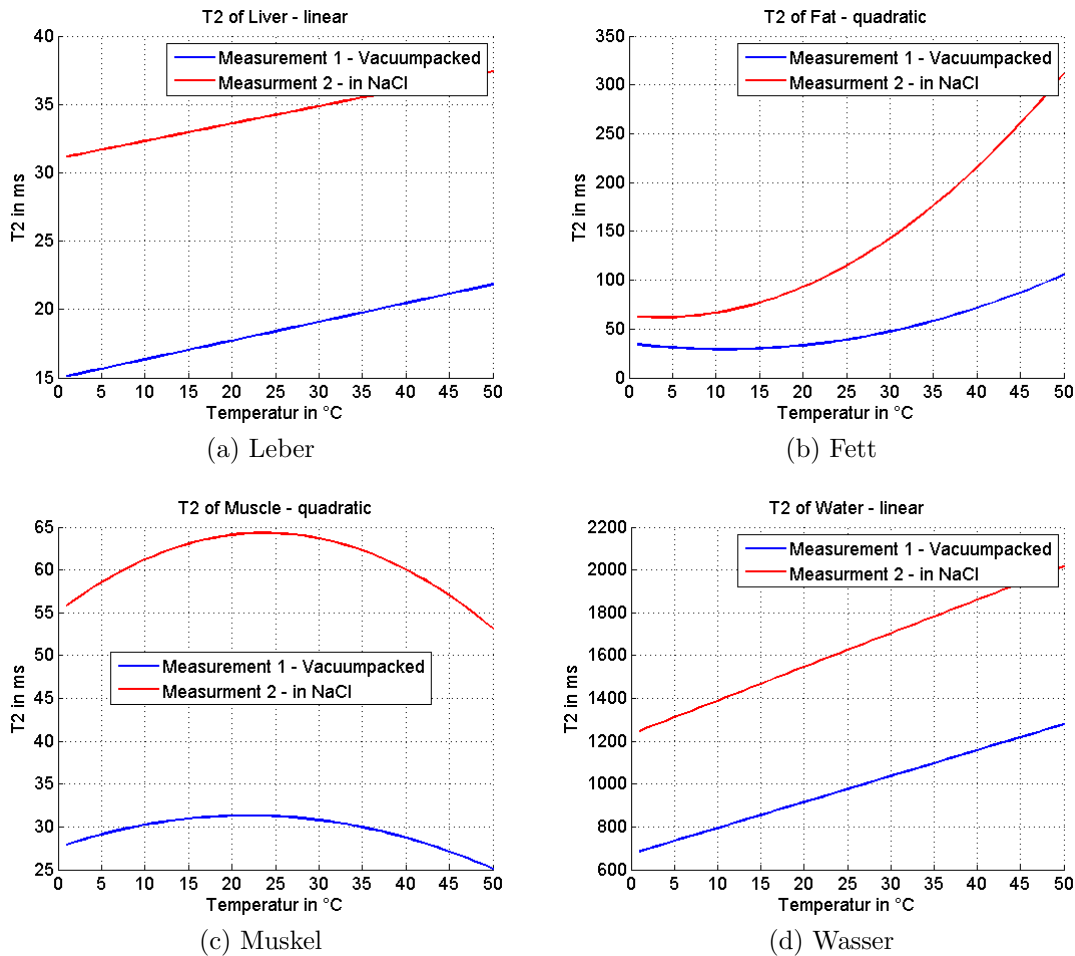 T2 of Liver - linear
40
35
30
25
20
15
T2 in ms
Measurement 1 - Vacuumpacked
Measurment 2 - in NaCl
0 5 10 15 20 25 30 35 40 45 50
Temperatur in °C
(a) Leber
T2 of Fat - quadratic
350
300
250
200
150
100
50
0
T2 in ms
Measurement 1 - Vacuumpacked
Measurment 2 - in NaCl
0 5 10 15 20 25 30 35 40 45 50
Temperatur in °C
(b) Fett
T2 of Muscle - quadratic
65
60
55
50
45
40
35
30
25
T2 in ms
Measurement 1 - Vacuumpacked
Measurment 2 - in NaCl
0 5 10 15 20 25 30 35 40 45 50
Temperatur in °C
(c) Muskel
T2 of Water - linear
2200
2000
1800
1600
1400
1200
1000
800
600
T2 in ms
Measurement 1 - Vacuumpacked
Measurment 2 - in NaCl
0 5 10 15 20 25 30 35 40 45 50
Temperatur in °C
(d) Wasser